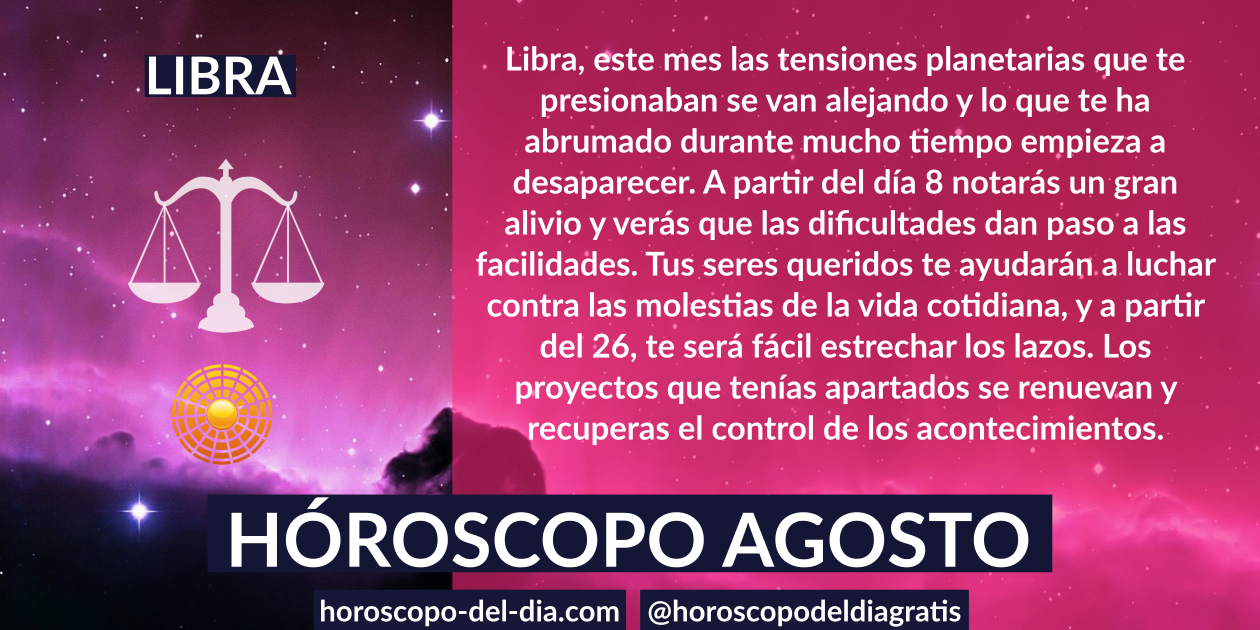 LIBRA
Libra, este mes las tensiones planetarias que te
presionaban se van alejando y lo que te ha
abrumado durante mucho tiempo empieza a
desaparecer. A partir del día 8 notarás un gran
alivio y verás que las dificultades dan paso a las
facilidades. Tus seres queridos te ayudarán a luchar
contra las molestias de la vida cotidiana, y a partir
del 26, te será fácil estrechar los lazos. Los
proyectos que tenías apartados se renuevan y
recuperas el control de los acontecimientos.
HÓROSCOPO AGOSTO
horoscopo-del-dia.com
@horoscopodeldiagratis